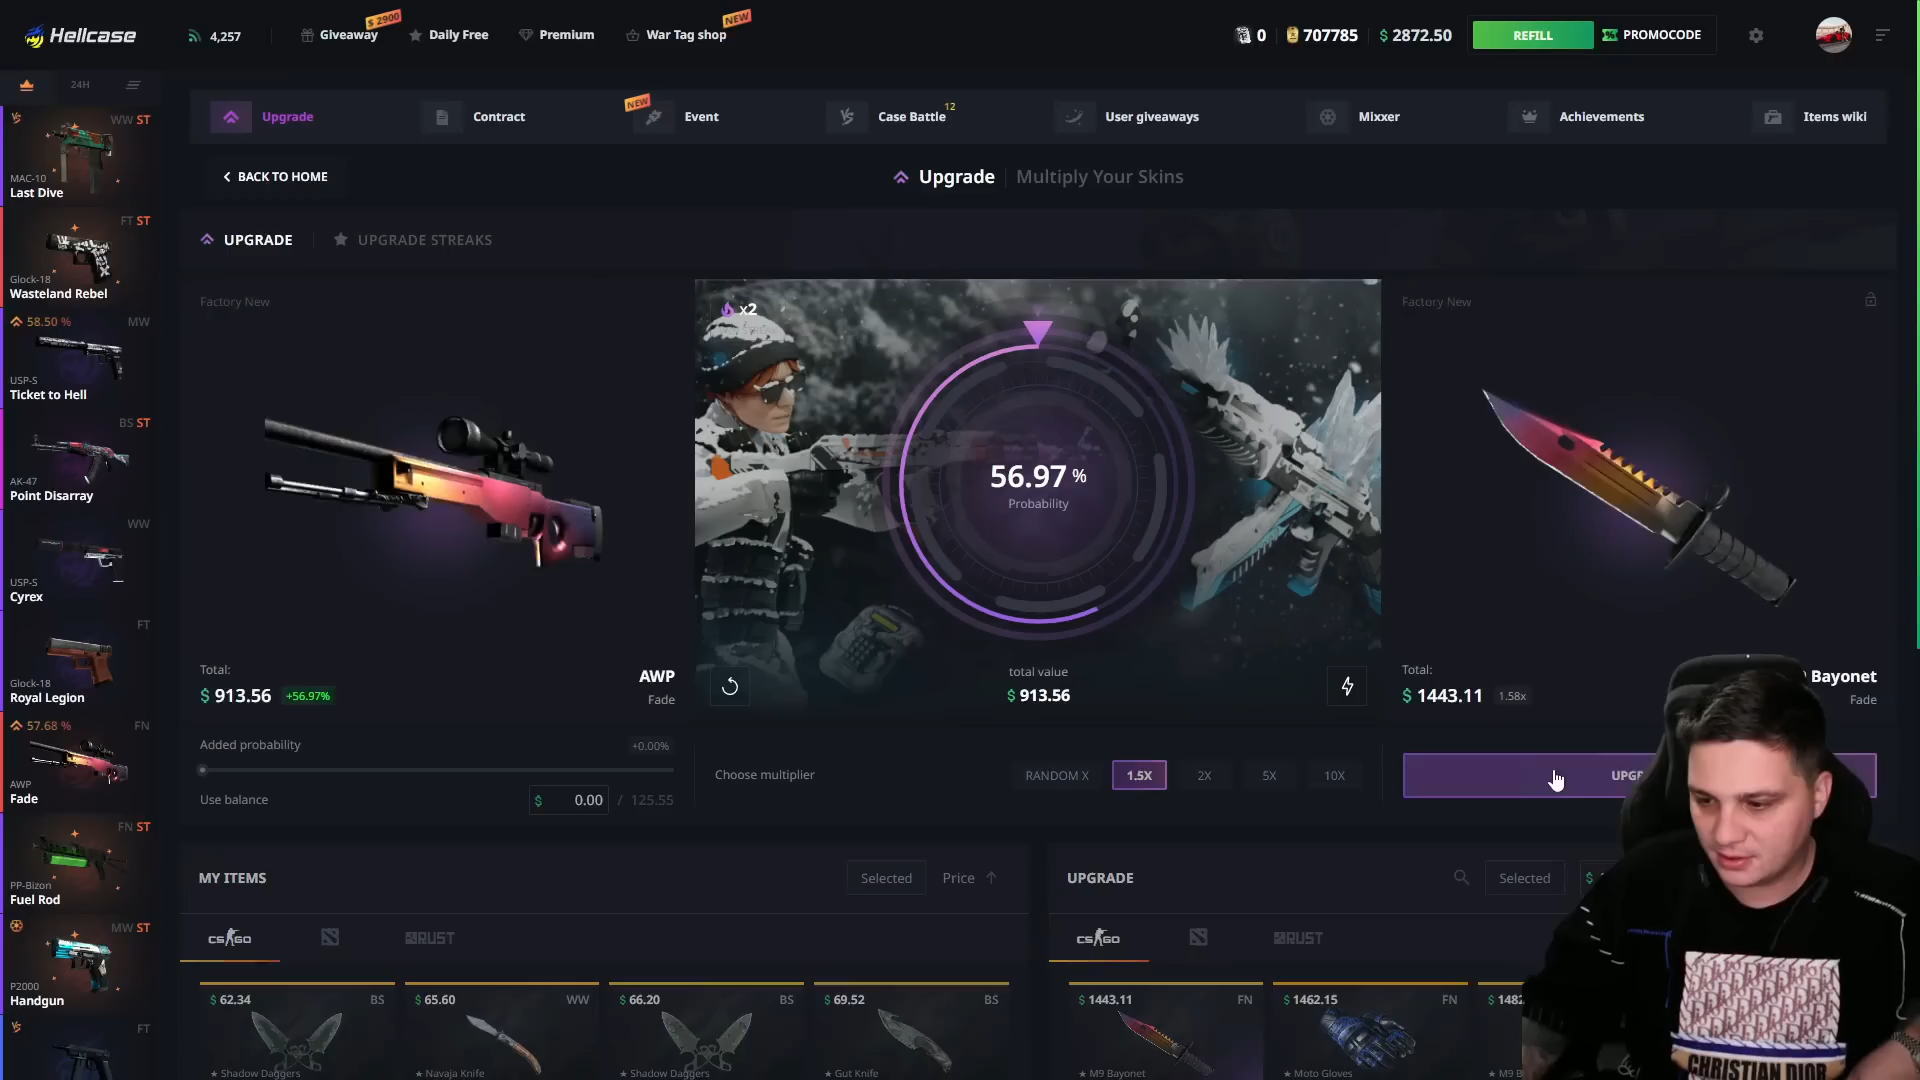 Hellcase
4,257
Giveaway
$ 2900
Daily Free
Premium
War Tag shop
NEW
0
707785
$ 2872.50
REFILL
PROMOCODE
24H
Upgrade
Contract
NEW
Event
Case Battle
12
User giveaways
Mixxer
Achievements
Items wiki
BACK TO HOME
Upgrade
Multiply Your Skins
UPGRADE
UPGRADE STREAKS
WW ST
MAC-10
Last Dive
FT ST
Glock-18
Wasteland Rebel
58.50 %
MW
USP-S
Ticket to Hell
BS ST
AK-47
Point Disarray
WW
USP-S
Cyrex
FT
Glock-18
Royal Legion
57.68 %
FN
AWP
Fade
FN ST
PP-Bizon
Fuel Rod
MW ST
P2000
Handgun
FT
Factory New
x2
Factory New
56.97 %
Probability
Total:
$ 913.56
+56.97%
AWP
Fade
total value
$ 913.56
Total:
$ 1443.11
1.58x
Bayonet
Fade
Added probability
+0.00%
Use balance
$ 0.00 / 125.55
Choose multiplier
RANDOM X
1.5X
2X
5X
10X
MY ITEMS
Selected
Price
UPGRADE
Selected
$
CS GO
RUST
CS GO
RUST
$ 62.34
BS
★ Shadow Daggers
$ 65.60
WW
★ Navaja Knife
$ 66.20
BS
★ Shadow Daggers
$ 69.52
BS
★ Gut Knife
$ 1443.11
FN
★ M9 Bayonet
$ 1462.15
FN
★ Moto Gloves
CHRISTIAN DIOR